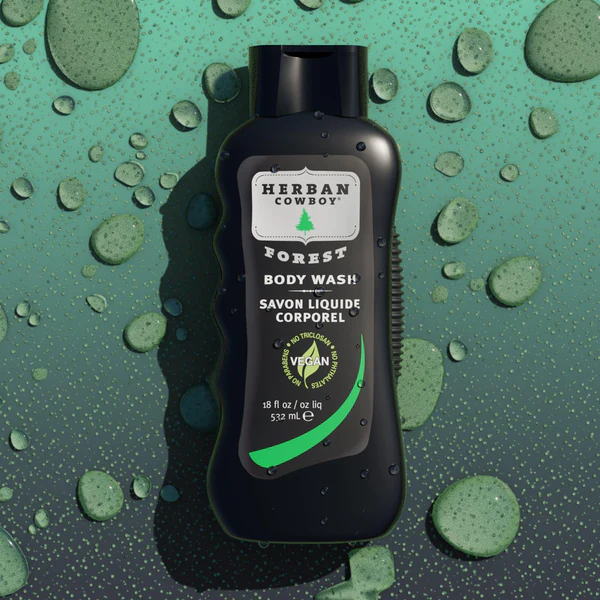 HERBAN
COWBOY®
FOREST
BODY WASH
SAVON LIQUIDE
CORPOREL
NO PARABENS • NO TRICLOSAN • NO PHTHALATES
VEGAN
18 fl oz / oz liq
532 mL ℮